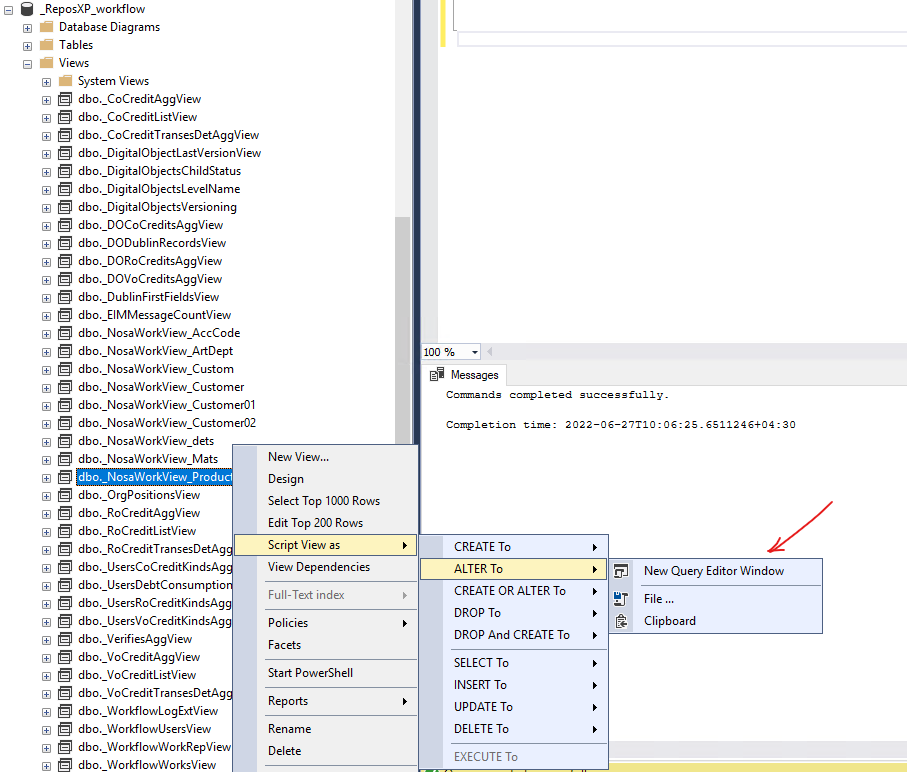 _ReposXP_workflow
Database Diagrams
Tables
Views
System Views
dbo._CoCreditAggView
dbo._CoCreditListView
dbo._CoCreditTransesDetAggView
dbo._DigitalObjectLastVersionView
dbo._DigitalObjectsChildStatus
dbo._DigitalObjectsLevelName
dbo._DigitalObjectsVersioning
dbo._DOCoCreditsAggView
dbo._DODublinRecordsView
dbo._DORoCreditsAggView
dbo._DOVoCreditsAggView
dbo._DublinFirstFieldsView
dbo._EIMMessageCountView
dbo._NosaWorkView_AccCode
dbo._NosaWorkView_ArtDept
dbo._NosaWorkView_Custom
dbo._NosaWorkView_Customer
dbo._NosaWorkView_Customer01
dbo._NosaWorkView_Customer02
dbo._NosaWorkView_dets
dbo._NosaWorkView_Mats
dbo._NosaWorkView_Product
dbo._OrgPositionsView
dbo._RoCreditAggView
dbo._RoCreditListView
dbo._RoCreditTransesDetAgg
dbo._UsersCoCreditKindsAgg
dbo._UsersDebtConsumption
dbo._UsersRoCreditKindsAgg
dbo._UsersVoCreditKindsAgg
dbo._VerifiesAggView
dbo._VoCreditAggView
dbo._VoCreditListView
dbo._VoCreditTransesDetAgg
dbo._WorkflowLogExtView
dbo._WorkflowUsersView
dbo._WorkflowWorkRepView
dbo._WorkflowWorksView
New View...
Design
Select Top 1000 Rows
Edit Top 200 Rows
Script View as
View Dependencies
Full-Text index
Policies
Facets
Start PowerShell
Reports
Rename
Delete
CREATE To
ALTER To
CREATE OR ALTER To
DROP To
DROP And CREATE To
SELECT To
INSERT To
UPDATE To
DELETE To
EXECUTE To
New Query Editor Window
File ...
Clipboard
100 %
Messages
Commands completed successfully.
Completion time: 2022-06-27T10:06:25.6511246+04:30